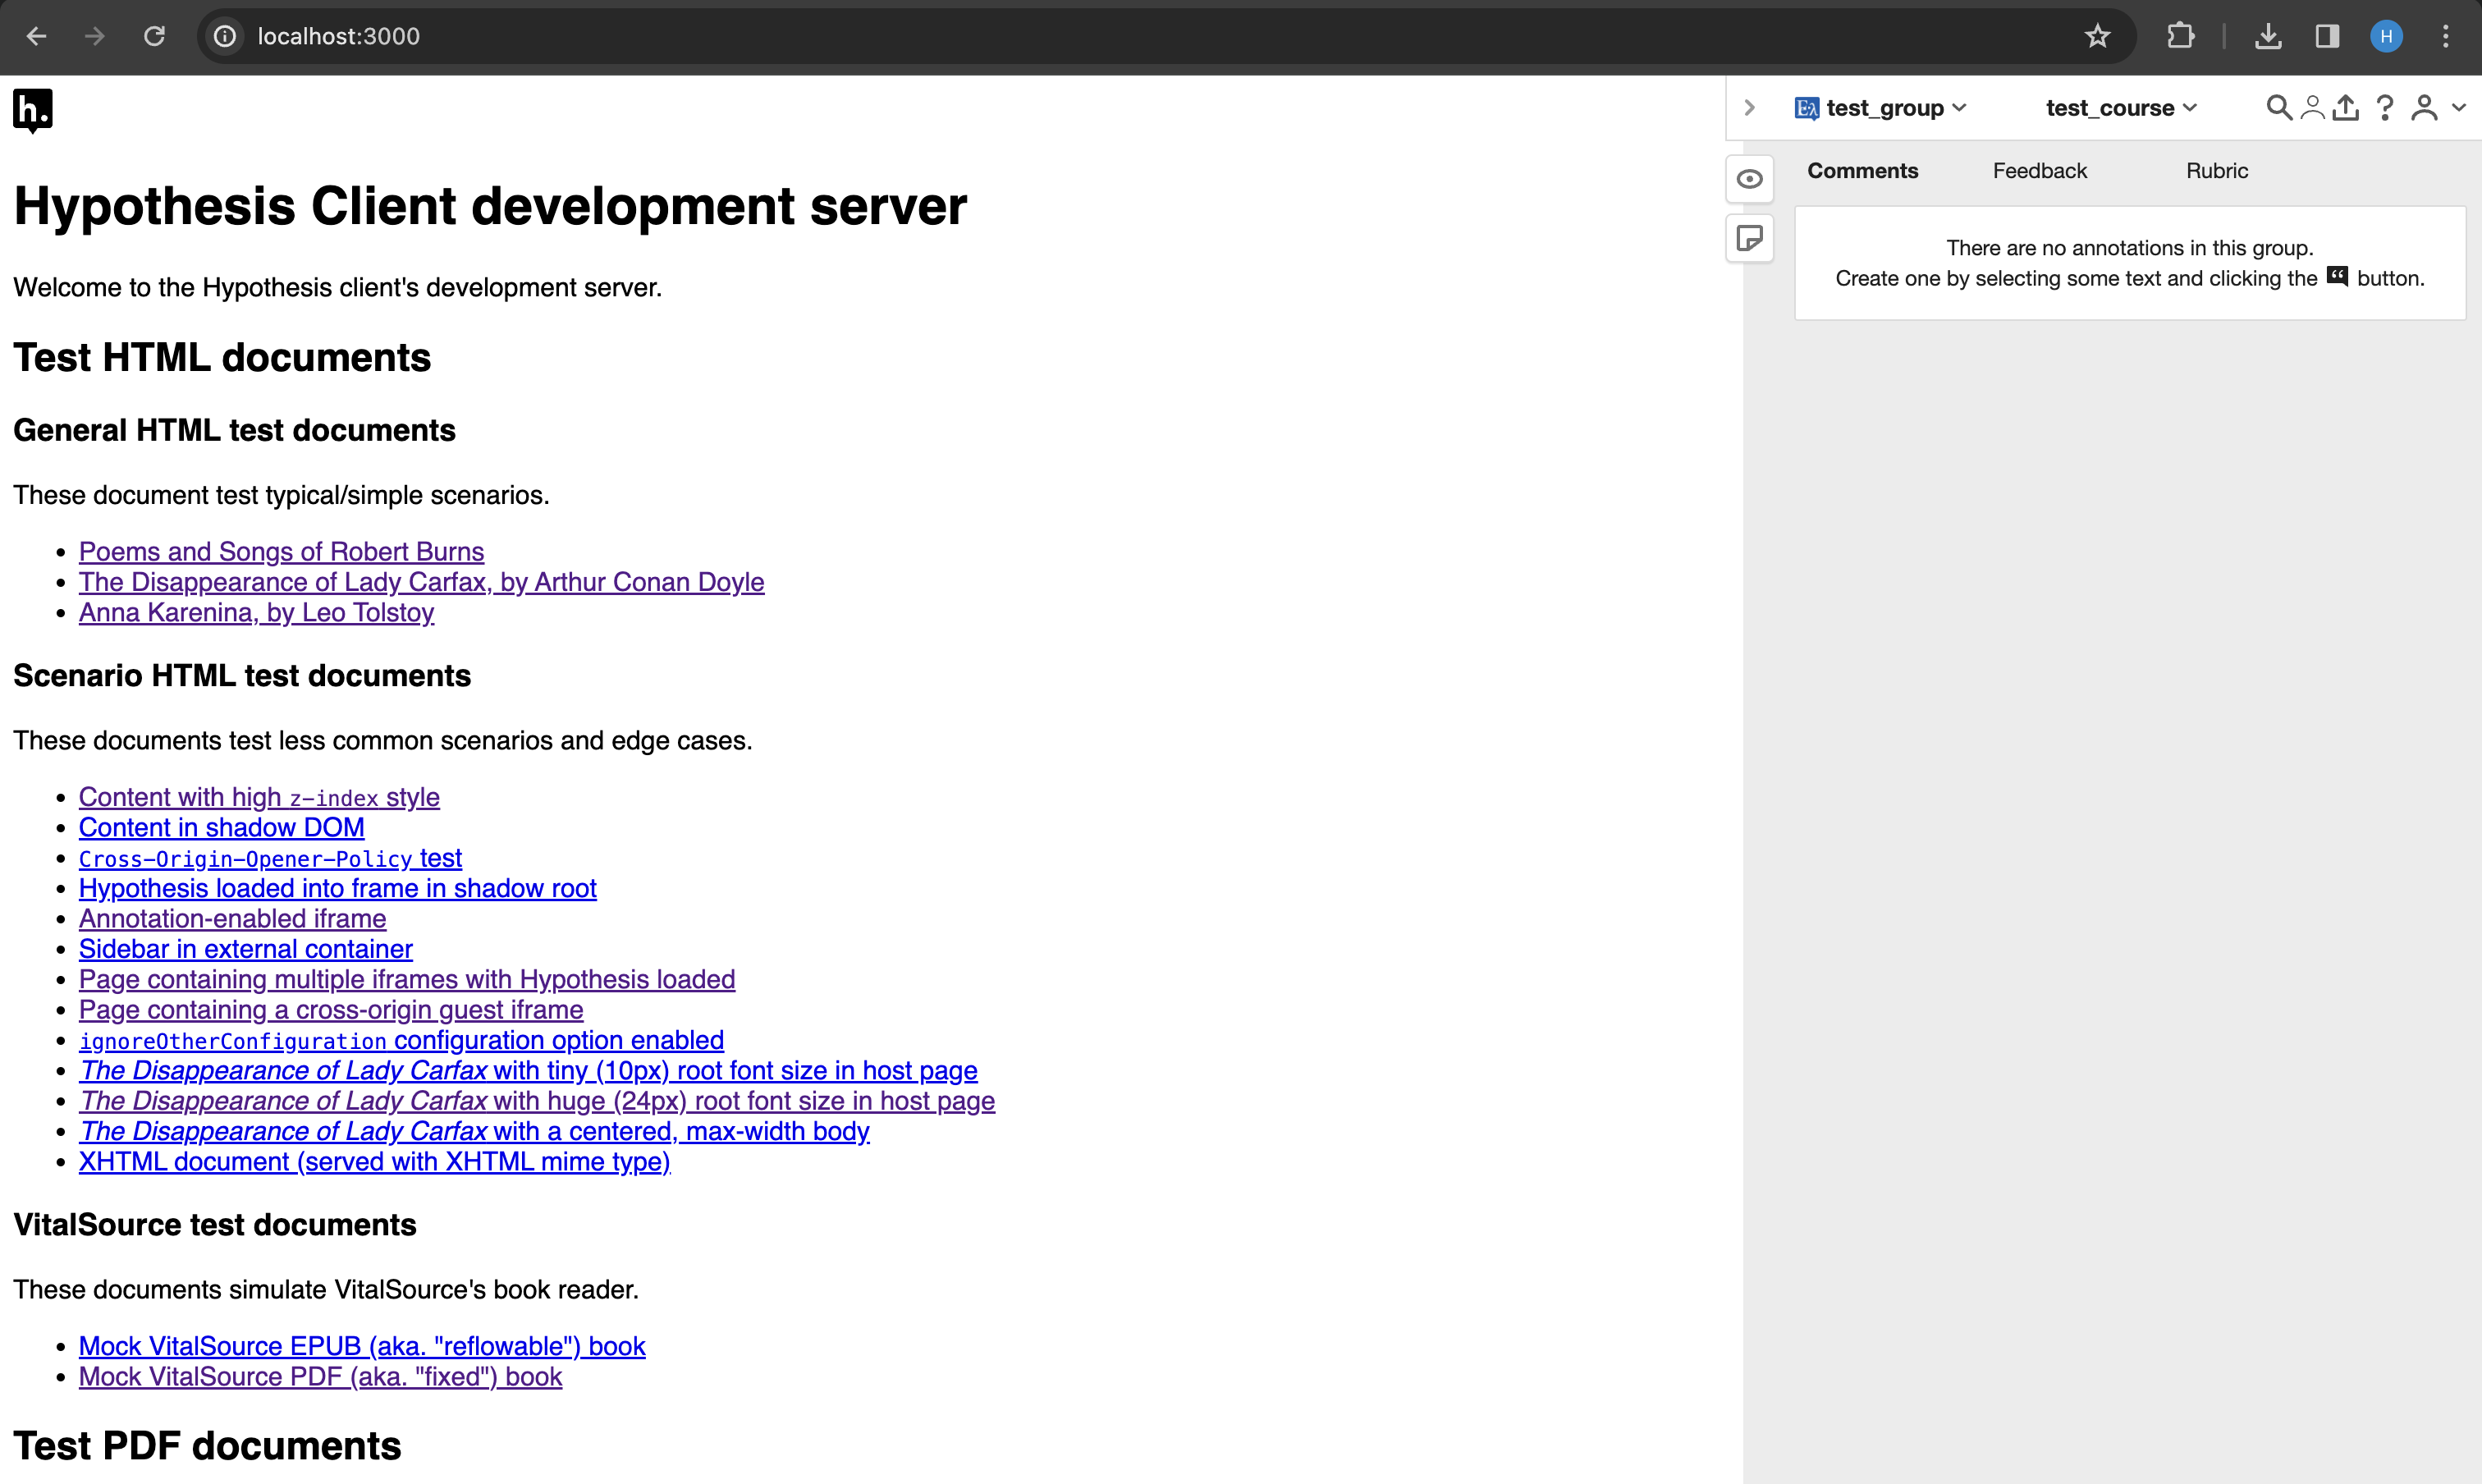 localhost:3000
H
h.
Eλ test_group
test_course
?
Comments
Feedback
Rubric
There are no annotations in this group.
Create one by selecting some text and clicking the “ button.
Hypothesis Client development server
Welcome to the Hypothesis client's development server.
Test HTML documents
General HTML test documents
These document test typical/simple scenarios.
• Poems and Songs of Robert Burns
• The Disappearance of Lady Carfax, by Arthur Conan Doyle
• Anna Karenina, by Leo Tolstoy
Scenario HTML test documents
These documents test less common scenarios and edge cases.
• Content with high z-index style
• Content in shadow DOM
• Cross-Origin-Opener-Policy test
• Hypothesis loaded into frame in shadow root
• Annotation-enabled iframe
• Sidebar in external container
• Page containing multiple iframes with Hypothesis loaded
• Page containing a cross-origin guest iframe
• ignoreOtherConfiguration configuration option enabled
• The Disappearance of Lady Carfax with tiny (10px) root font size in host page
• The Disappearance of Lady Carfax with huge (24px) root font size in host page
• The Disappearance of Lady Carfax with a centered, max-width body
• XHTML document (served with XHTML mime type)
VitalSource test documents
These documents simulate VitalSource's book reader.
• Mock VitalSource EPUB (aka. "reflowable") book
• Mock VitalSource PDF (aka. "fixed") book
Test PDF documents